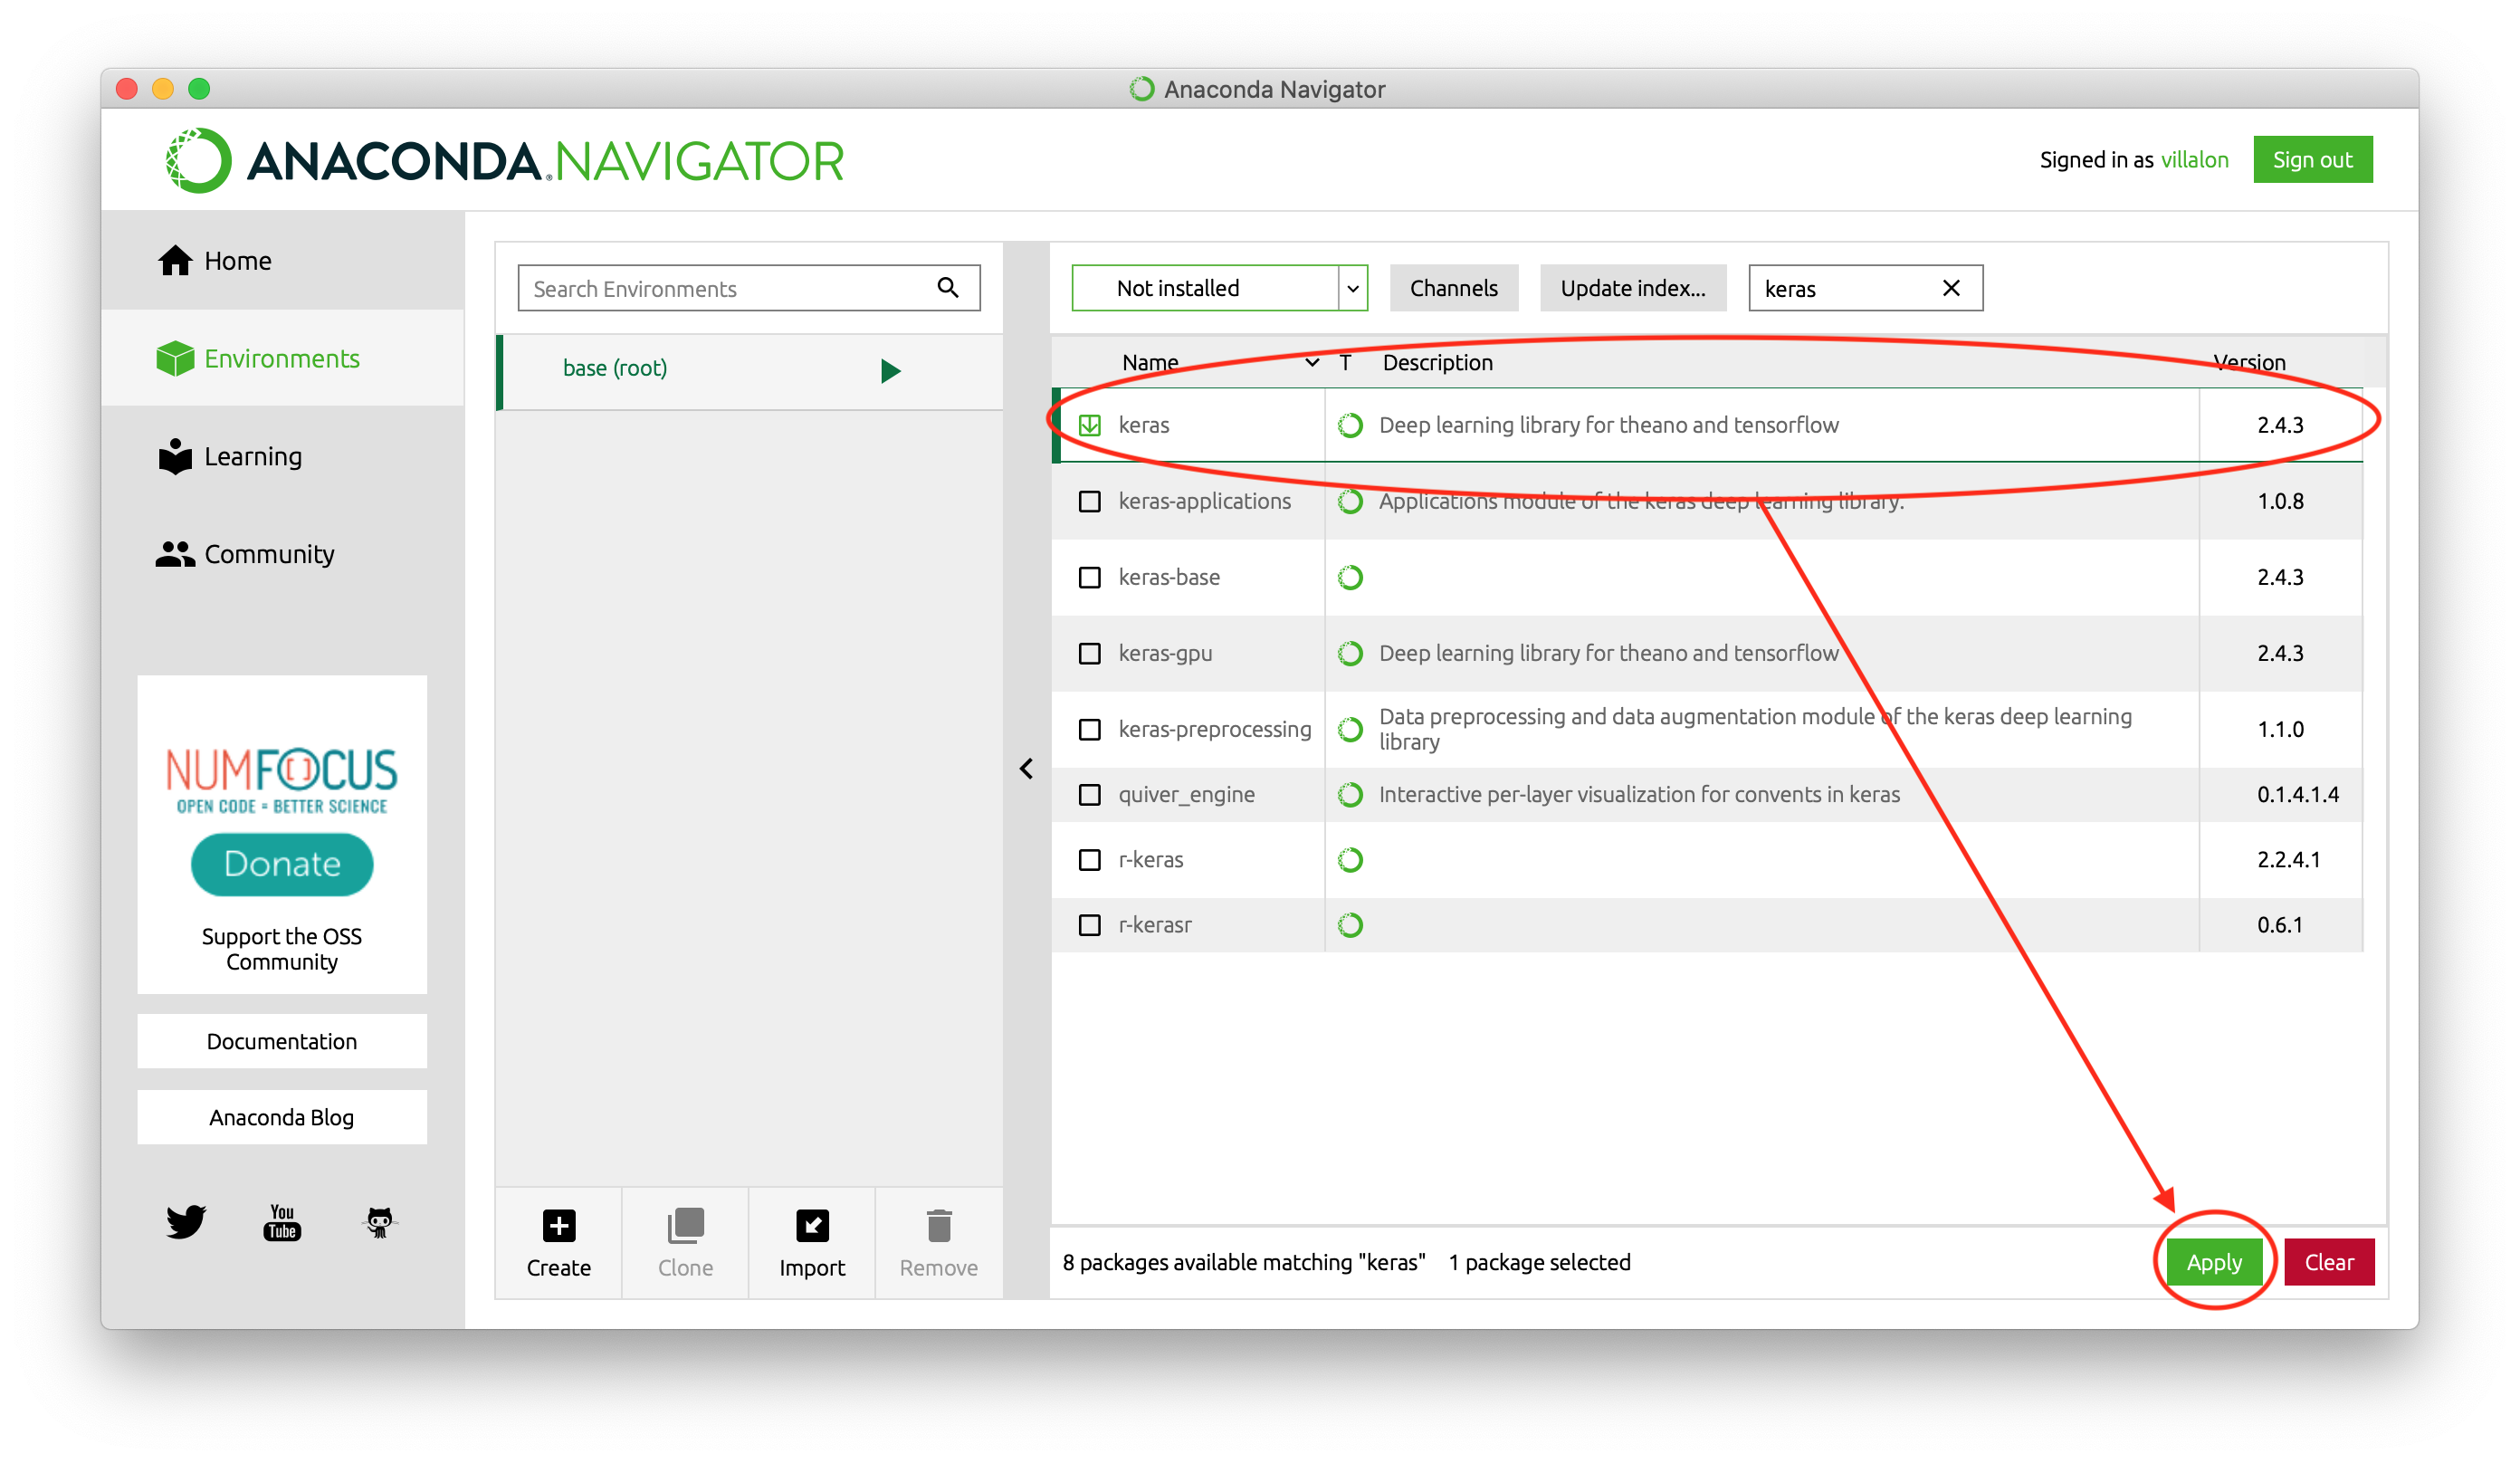 Anaconda Navigator
ANACONDA.NAVIGATOR
Signed in as villalon
Sign out
Home
Environments
Learning
Community
NUMFOCUS
OPEN CODE = BETTER SCIENCE
Donate
Support the OSS
Community
Documentation
Anaconda Blog
You
Tube
Search Environments
base (root)
Create
Clone
Import
Remove
Not installed
Channels
Update index...
keras
Name T Description Version
keras Deep learning library for theano and tensorflow 2.4.3
keras-applications Applications module of the keras deep learning library. 1.0.8
keras-base 2.4.3
keras-gpu Deep learning library for theano and tensorflow 2.4.3
keras-preprocessing Data preprocessing and data augmentation module of the keras deep learning
library 1.1.0
quiver_engine Interactive per-layer visualization for convents in keras 0.1.4.1.4
r-keras 2.2.4.1
r-kerasr 0.6.1
8 packages available matching "keras" 1 package selected
Apply
Clear